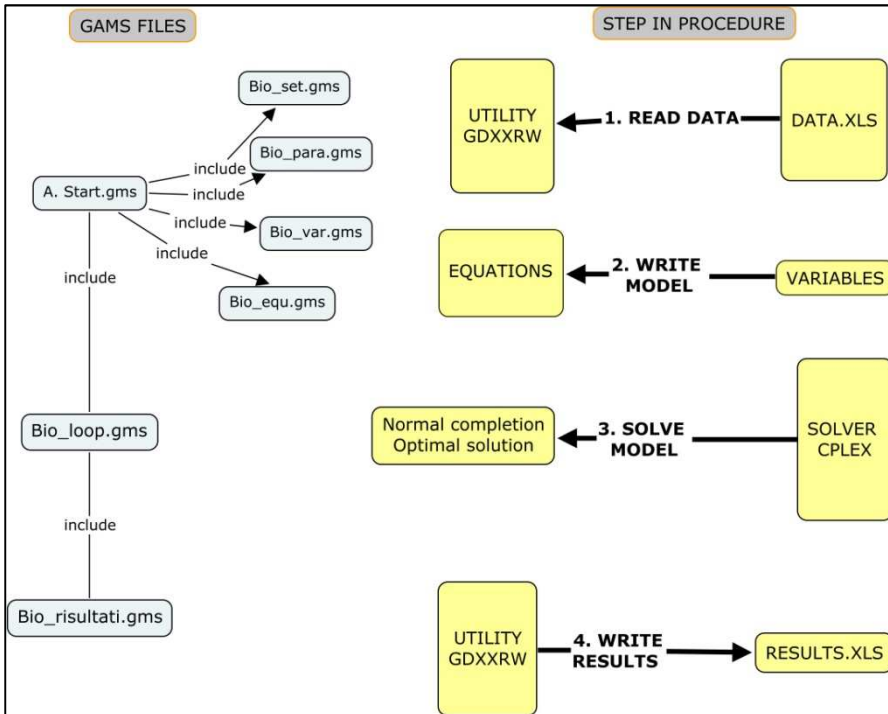 GAMS FILES
STEP IN PROCEDURE
Bio_set.gms
include
Bio_para.gms
include
A. Start.gms
include
Bio_var.gms
include
Bio_equ.gms
include
Bio_loop.gms
include
Bio_risultati.gms
UTILITY
GDXXRW
1. READ DATA
DATA.XLS
EQUATIONS
2. WRITE
MODEL
VARIABLES
Normal completion
Optimal solution
3. SOLVE
MODEL
SOLVER
CPLEX
UTILITY
GDXXRW
4. WRITE
RESULTS
RESULTS.XLS